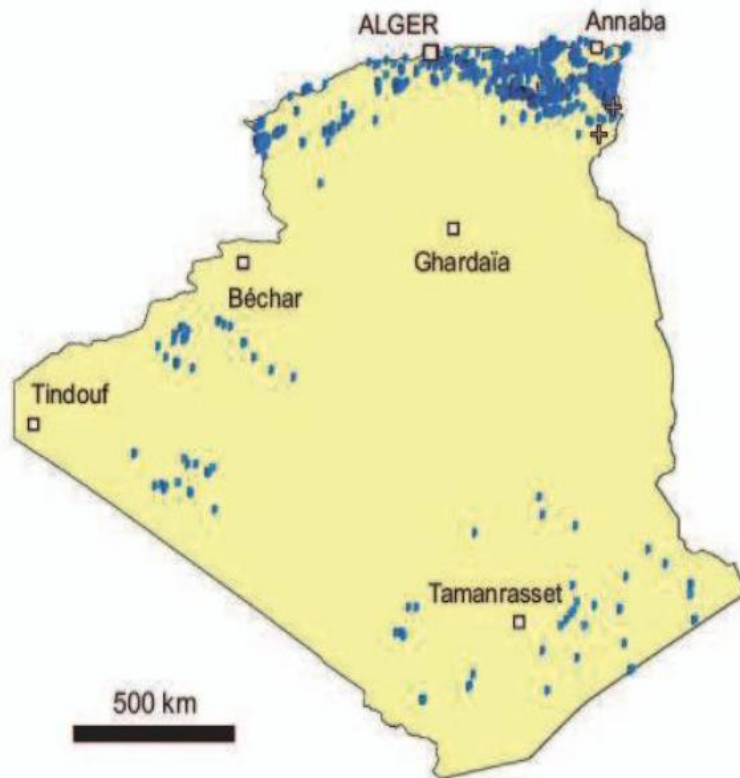 ALGER
Annaba
Ghardaïa
Béchar
Tindouf
Tamanrasset
500 km